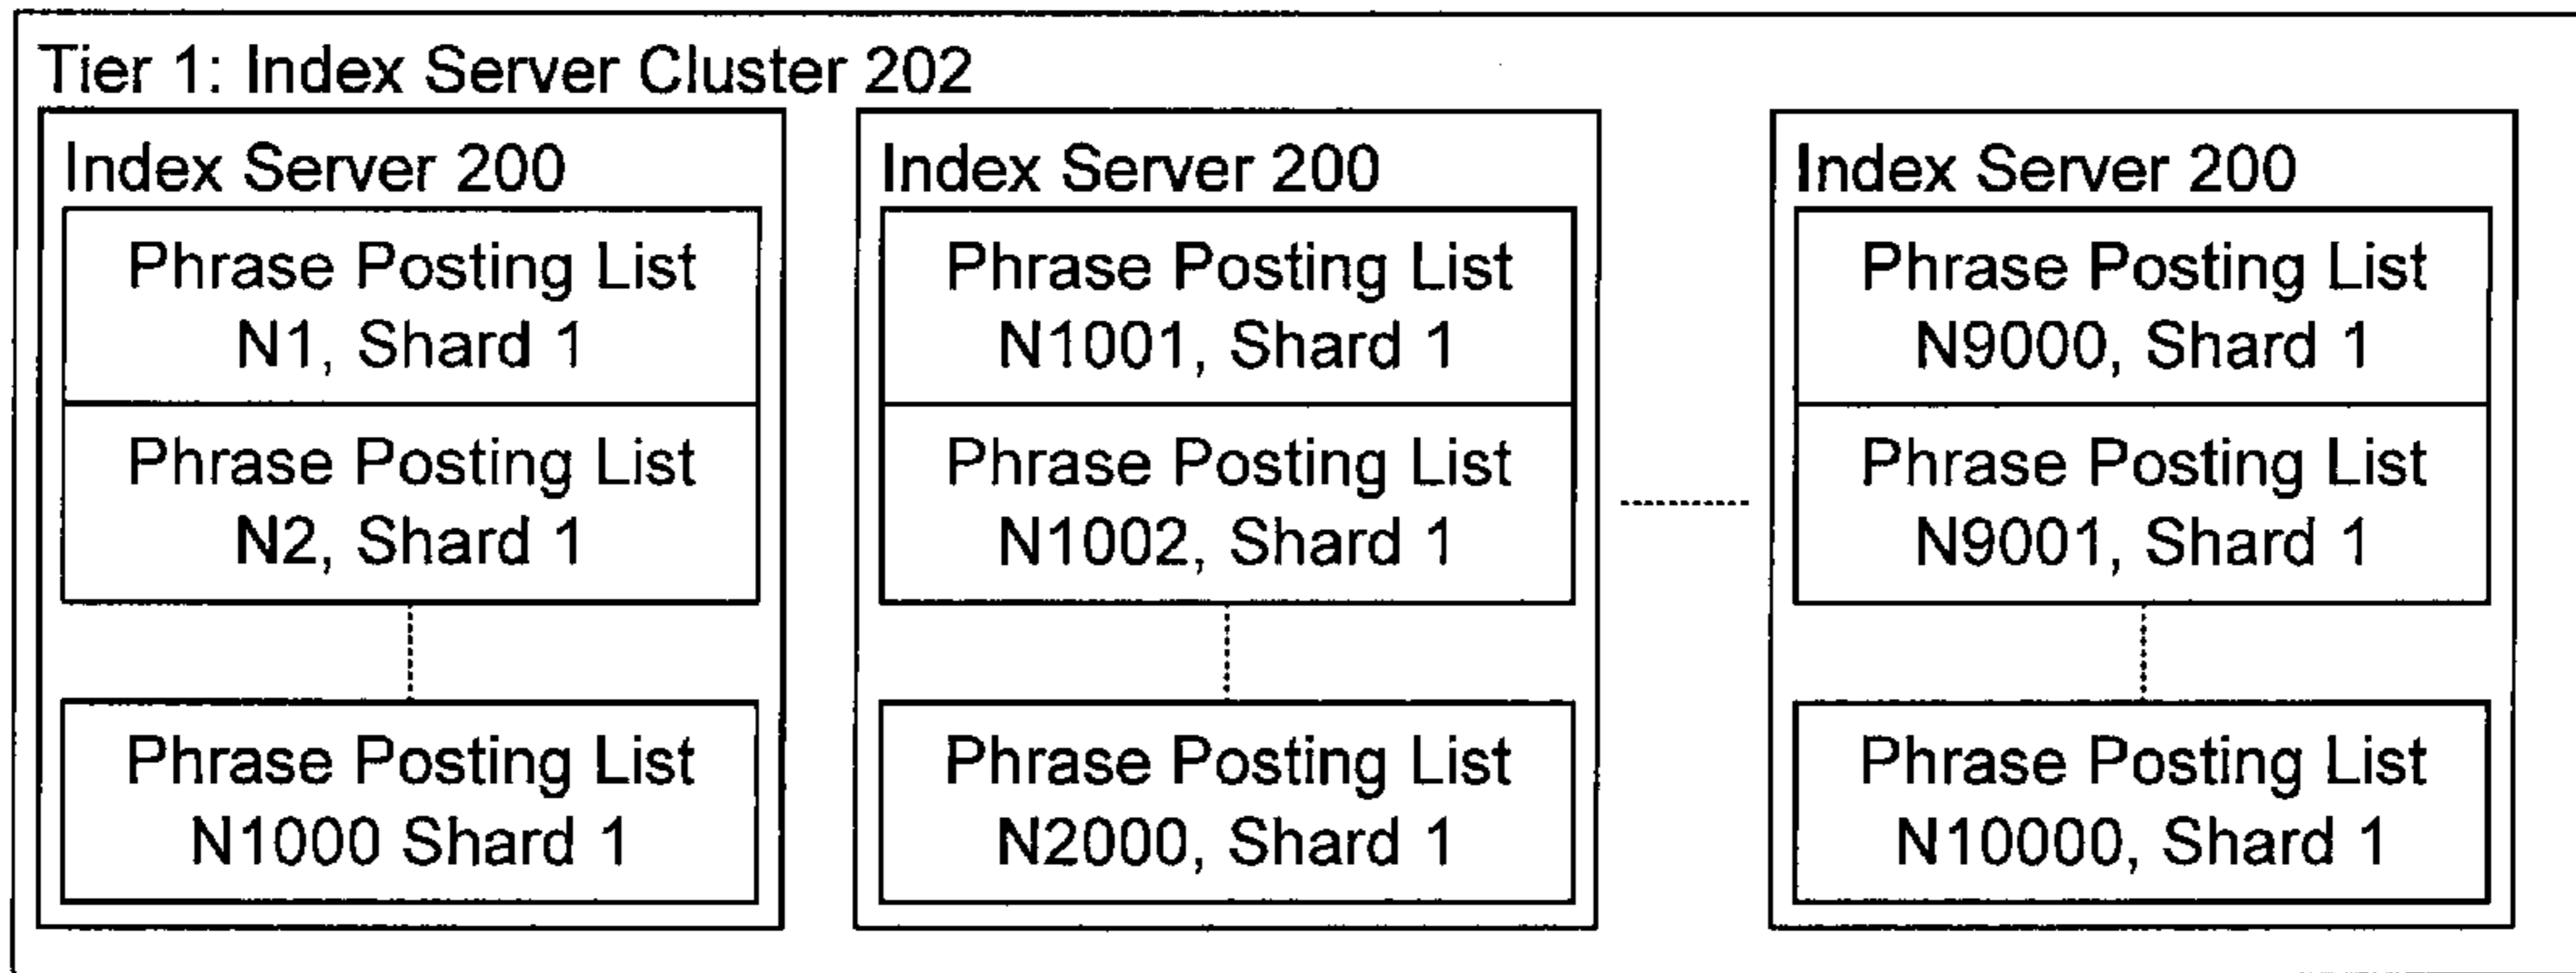 Tier 1: Index Server Cluster 202
Index Server 200
Phrase Posting List
N1, Shard 1
Phrase Posting List
N2, Shard 1
Phrase Posting List
N1000 Shard 1
Index Server 200
Phrase Posting List
N1001, Shard 1
Phrase Posting List
N1002, Shard 1
Phrase Posting List
N2000, Shard 1
Index Server 200
Phrase Posting List
N9000, Shard 1
Phrase Posting List
N9001, Shard 1
Phrase Posting List
N10000, Shard 1